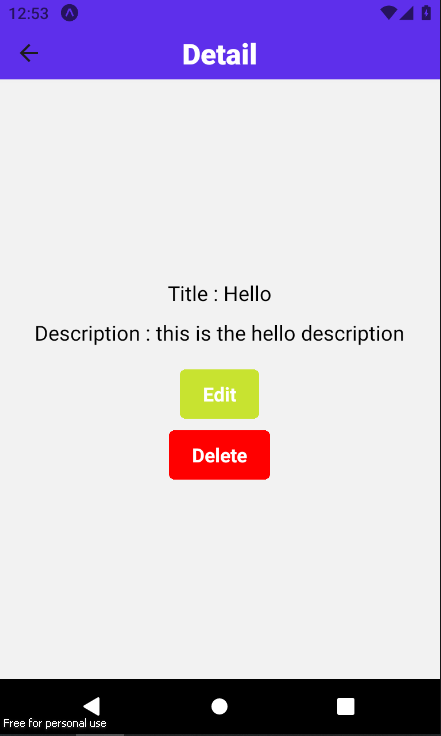 12:53
Detail
Title : Hello
Description : this is the hello description
Edit
Delete
Free for personal use